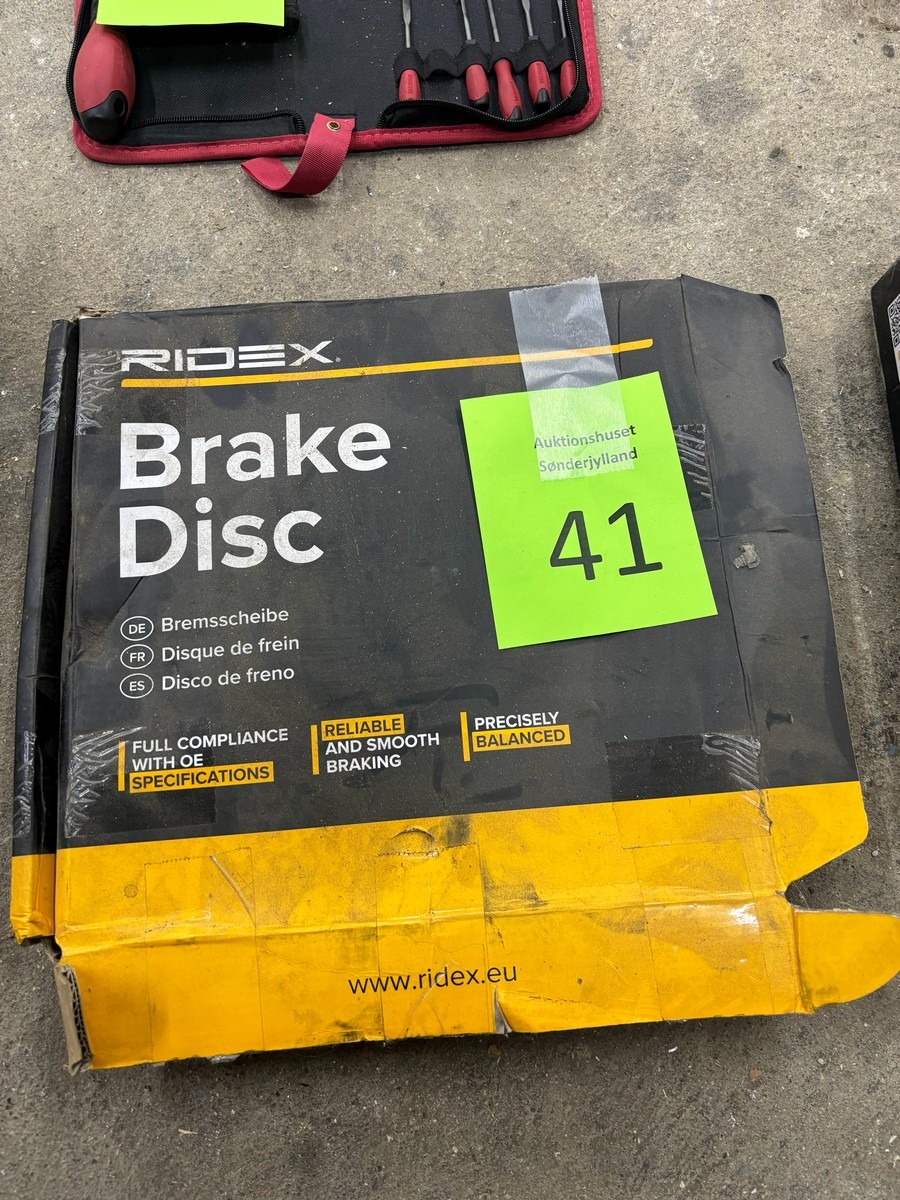 RIDEX
Brake
Disc
Auktionshuset
Sønderjylland
41
DE Bremsscheibe
FR Disque de frein
ES Disco de freno
FULL COMPLIANCE
WITH OE
SPECIFICATIONS
RELIABLE
AND SMOOTH
BRAKING
PRECISELY
BALANCED
www.ridex.eu